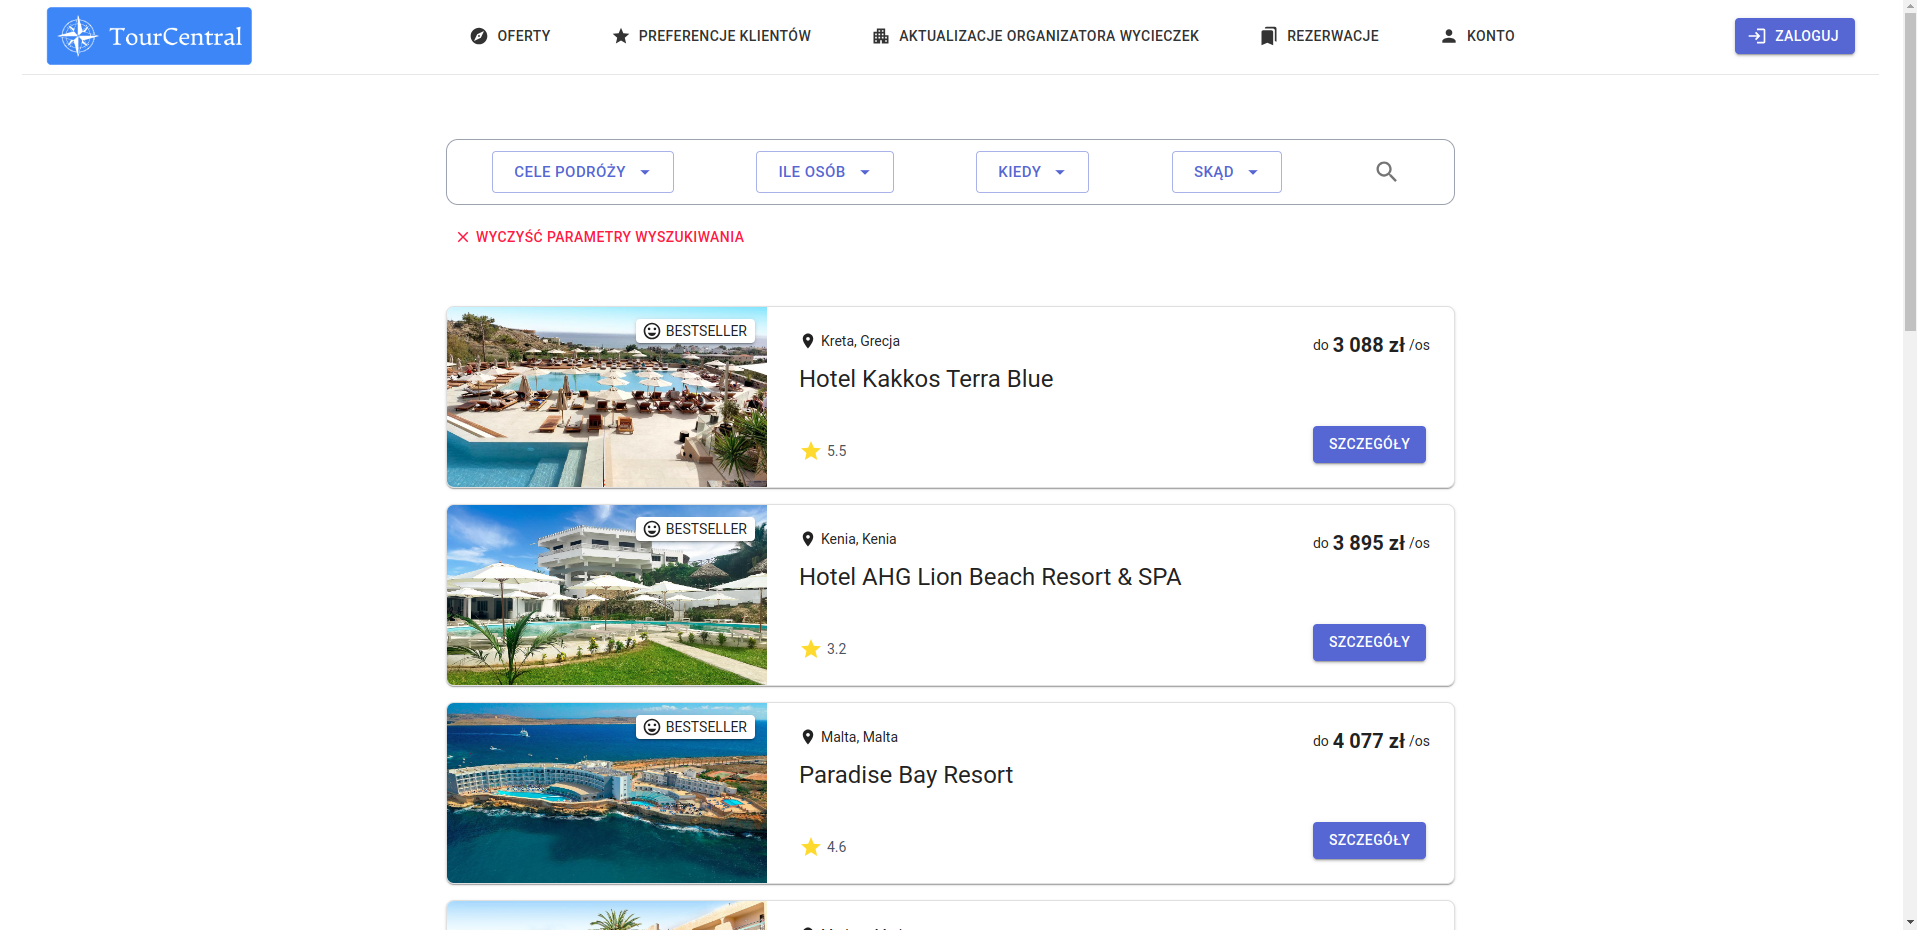 TourCentral
OFERTY
PREFERENCJE KLIENTÓW
AKTUALIZACJE ORGANIZATORA WYCIECZEK
REZERWACJE
KONTO
ZALOGUJ
CELE PODRÓŻY
ILE OSÓB
KIEDY
SKĄD
WYCZYŚĆ PARAMETRY WYSZUKIWANIA
BESTSELLER
Kreta, Grecja
do 3 088 zł /os
Hotel Kakkos Terra Blue
5.5
SZCZEGÓŁY
BESTSELLER
Kenia, Kenia
do 3 895 zł /os
Hotel AHG Lion Beach Resort & SPA
3.2
SZCZEGÓŁY
BESTSELLER
Malta, Malta
do 4 077 zł /os
Paradise Bay Resort
4.6
SZCZEGÓŁY